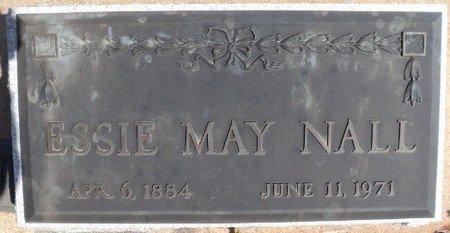 ESSIE MAY NALL
APR. 6, 1884 JUNE 11, 1971